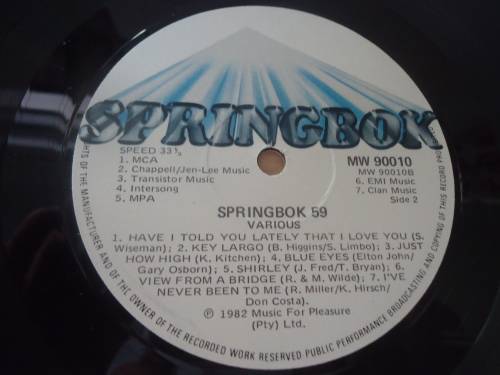 SPRINGBOK
SPEED 33⅓
1. MCA
2. Chappell/Jen-Lee Music
3. Transistor Music
4. Intersong
5. MPA
MW 90010
MW 90010B
6. EMI Music
7. Clan Music
Side 2
SPRINGBOK 59
VARIOUS
1. HAVE I TOLD YOU LATELY THAT I LOVE YOU (S.
Wiseman); 2. KEY LARGO (B. Higgins/S. Limbo); 3. JUST
HOW HIGH (K. Kitchen); 4. BLUE EYES (Elton John/
Gary Osborn); 5. SHIRLEY (J. Fred/T. Bryan); 6.
VIEW FROM A BRIDGE (R. & M. Wilde); 7. I'VE
NEVER BEEN TO ME (R. Miller/K. Hirsch/
Don Costa).
℗ 1982 Music For Pleasure
(Pty) Ltd.
RIGHTS OF THE MANUFACTURER AND OF THE OWNER OF THE RECORDED WORK RESERVED PUBLIC PERFORMANCE BROADCASTING AND COPYING OF THIS RECORD